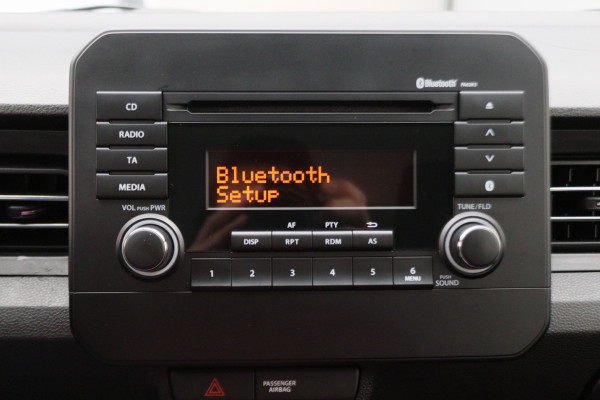 Bluetooth
CD
RADIO
TA
MEDIA
Bluetooth
Setup
VOL PUSH PWR
TUNE/FLD
AF PTY
DISP RPT RDM AS
1 2 3 4 5 6
MENU
PUSH
SOUND
PASSENGER
AIRBAG